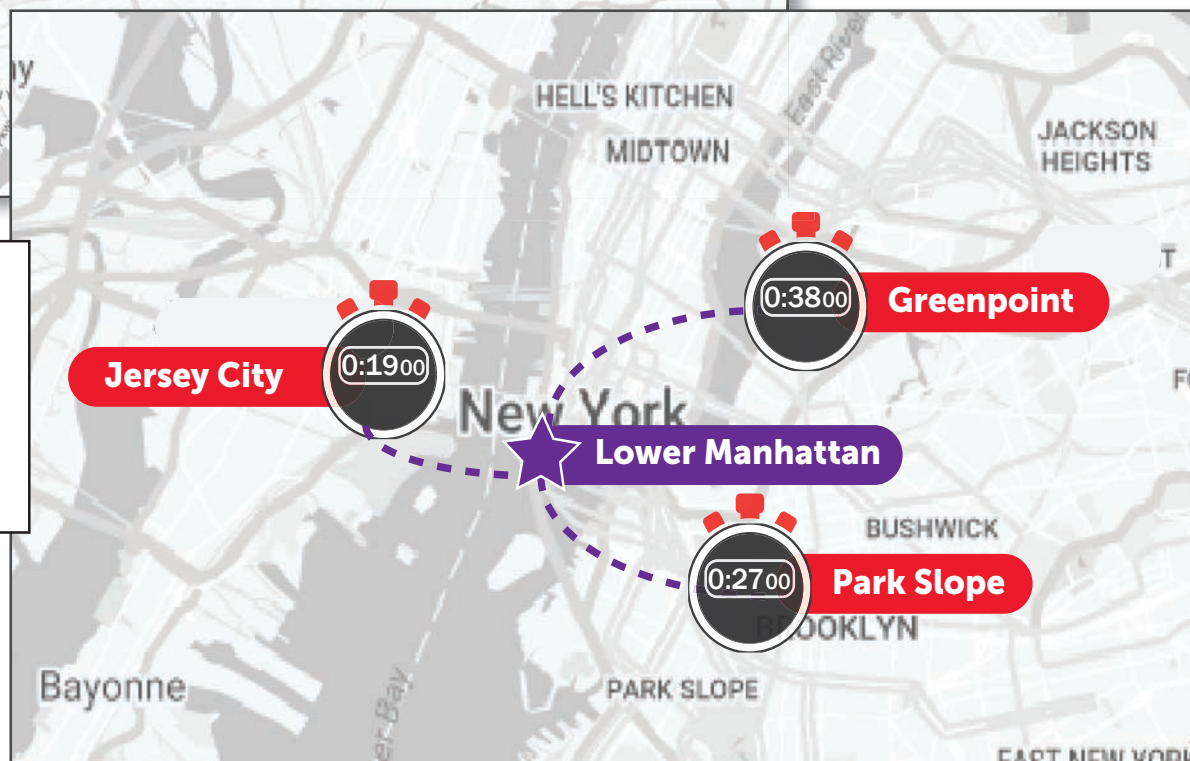 HELL'S KITCHEN
MIDTOWN
East River
JACKSON
HEIGHTS
0:3800
Greenpoint
0:1900
Jersey City
New York
Lower Manhattan
BUSHWICK
0:2700
Park Slope
BROOKLYN
Bayonne
PARK SLOPE
Bay
EAST NEW YORK